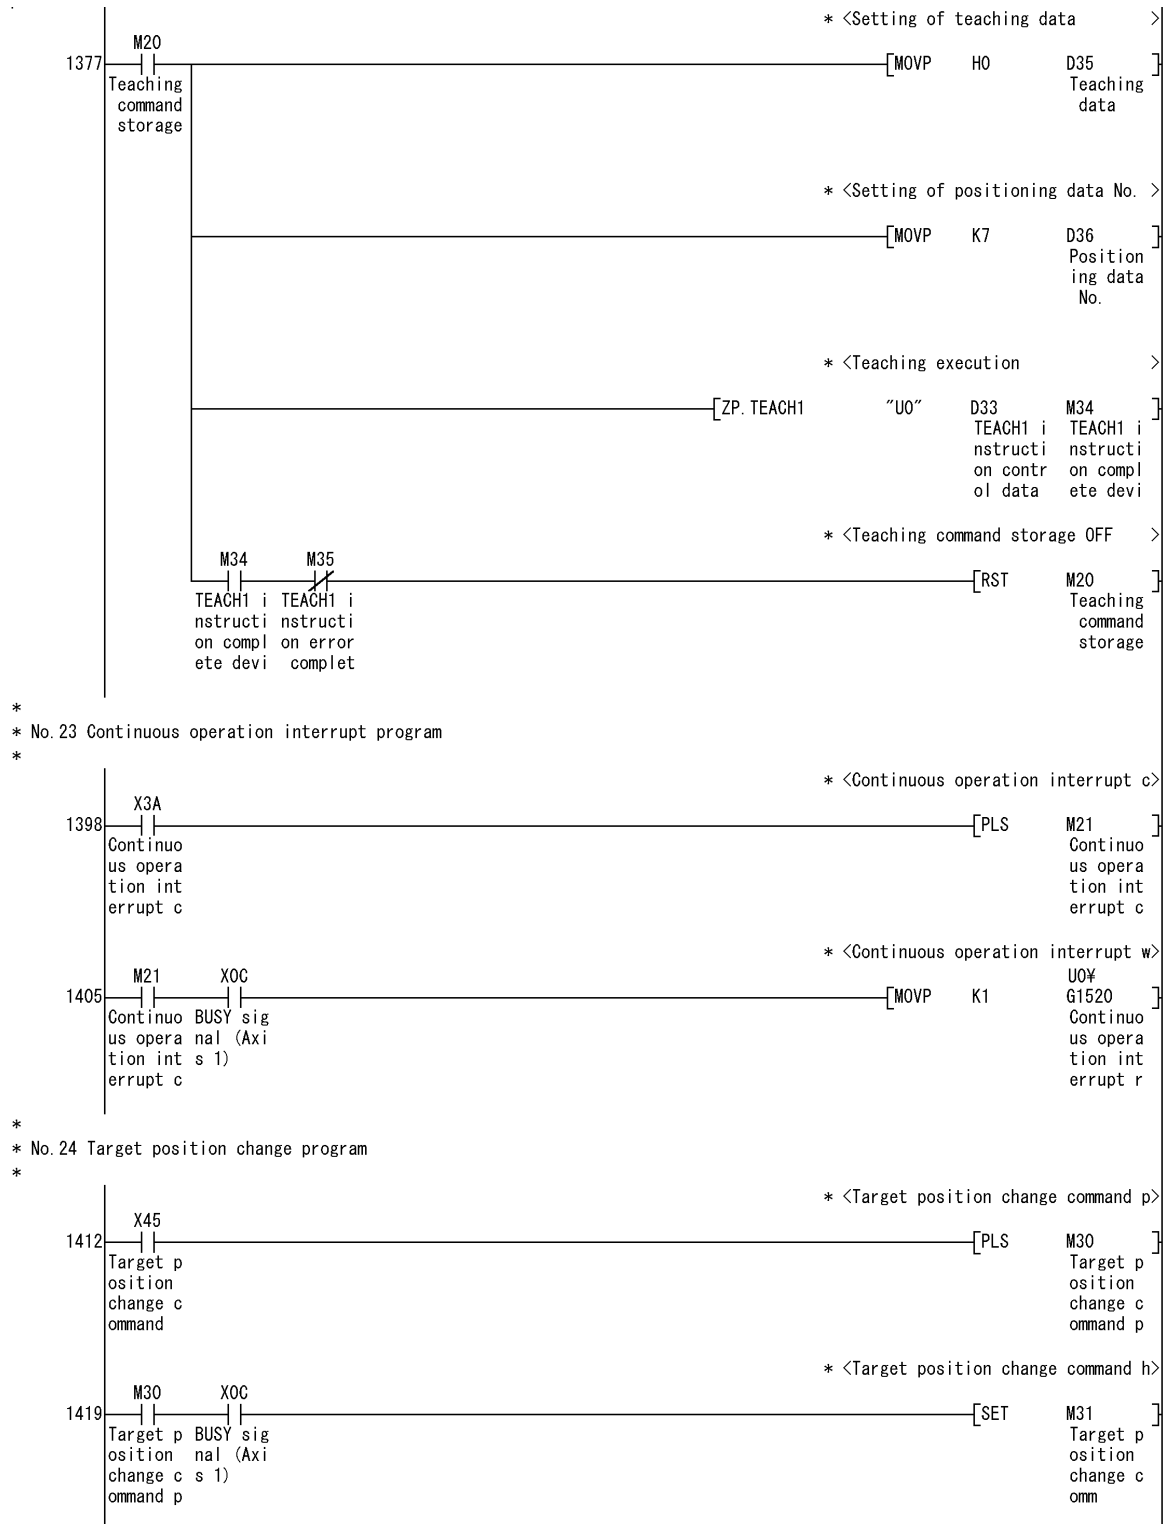 * <Setting of teaching data >
M20
1377 [MOVP H0 D35 ]
Teaching Teaching
command data
storage
* <Setting of positioning data No. >
[MOVP K7 D36 ]
Position
ing data
No.
* <Teaching execution >
[ZP.TEACH1 "U0" D33 M34 ]
TEACH1 i TEACH1 i
nstructi nstructi
on contr on compl
ol data ete devi
* <Teaching command storage OFF >
M34 M35
[RST M20 ]
TEACH1 i TEACH1 i Teaching
nstructi nstructi command
on compl on error storage
ete devi complet
*
* No.23 Continuous operation interrupt program
*
* <Continuous operation interrupt c>
X3A
1398 [PLS M21 ]
Continuo Continuo
us opera us opera
tion int tion int
errupt c errupt c
* <Continuous operation interrupt w>
M21 X0C U0¥
1405 [MOVP K1 G1520 ]
Continuo BUSY sig Continuo
us opera nal (Axi us opera
tion int s 1) tion int
errupt c errupt r
*
* No.24 Target position change program
*
* <Target position change command p>
X45
1412 [PLS M30 ]
Target p Target p
osition osition
change c change c
ommand ommand p
* <Target position change command h>
M30 X0C
1419 [SET M31 ]
Target p BUSY sig Target p
osition nal (Axi osition
change c s 1) change c
ommand p omm